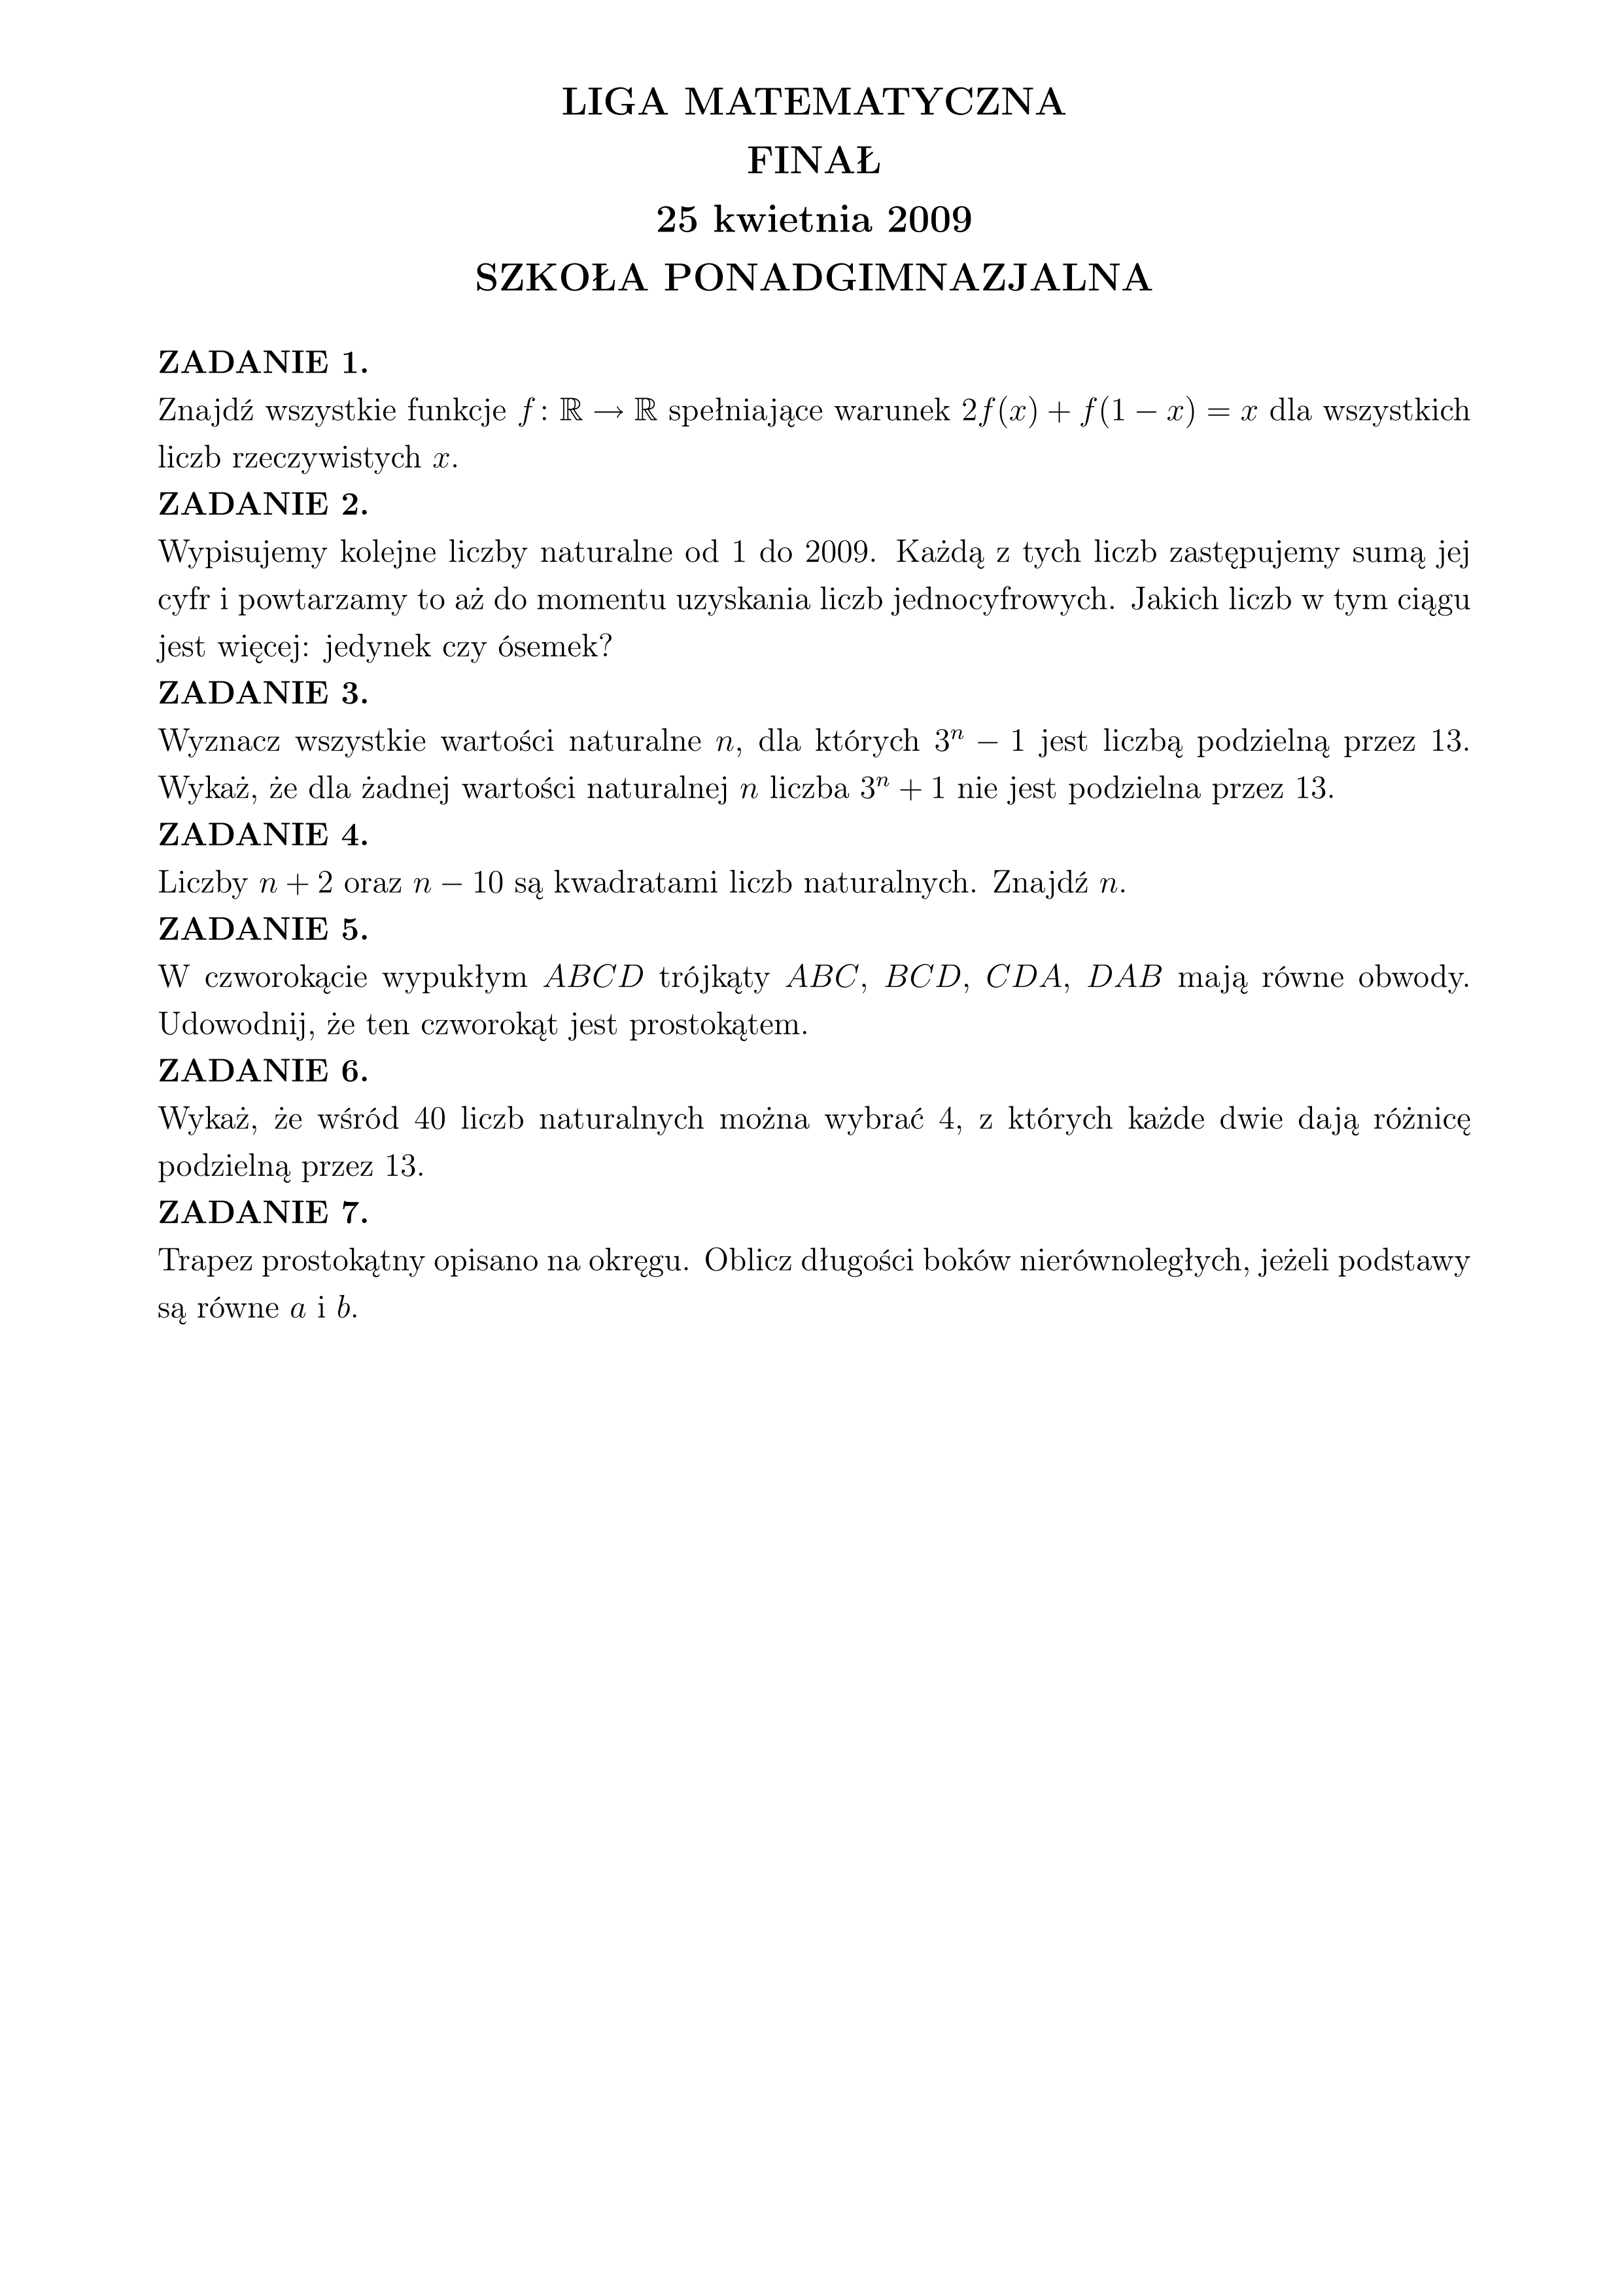 LIGA MATEMATYCZNA
FINAŁ
25 kwietnia 2009
SZKOŁA PONADGIMNAZJALNA
ZADANIE 1.
Znajdź wszystkie funkcje $f\colon \mathbb{R} \to \mathbb{R}$ spełniające warunek $2f(x) + f(1 - x) = x$ dla wszystkich
liczb rzeczywistych $x$.
ZADANIE 2.
Wypisujemy kolejne liczby naturalne od 1 do 2009. Każdą z tych liczb zastępujemy sumą jej
cyfr i powtarzamy to aż do momentu uzyskania liczb jednocyfrowych. Jakich liczb w tym ciągu
jest więcej: jedynek czy ósemek?
ZADANIE 3.
Wyznacz wszystkie wartości naturalne $n$, dla których $3^n - 1$ jest liczbą podzielną przez 13.
Wykaż, że dla żadnej wartości naturalnej $n$ liczba $3^n + 1$ nie jest podzielna przez 13.
ZADANIE 4.
Liczby $n + 2$ oraz $n - 10$ są kwadratami liczb naturalnych. Znajdź $n$.
ZADANIE 5.
W czworokącie wypukłym $ABCD$ trójkąty $ABC$, $BCD$, $CDA$, $DAB$ mają równe obwody.
Udowodnij, że ten czworokąt jest prostokątem.
ZADANIE 6.
Wykaż, że wśród 40 liczb naturalnych można wybrać 4, z których każde dwie dają różnicę
podzielną przez 13.
ZADANIE 7.
Trapez prostokątny opisano na okręgu. Oblicz długości boków nierównoległych, jeżeli podstawy
są równe $a$ i $b$.